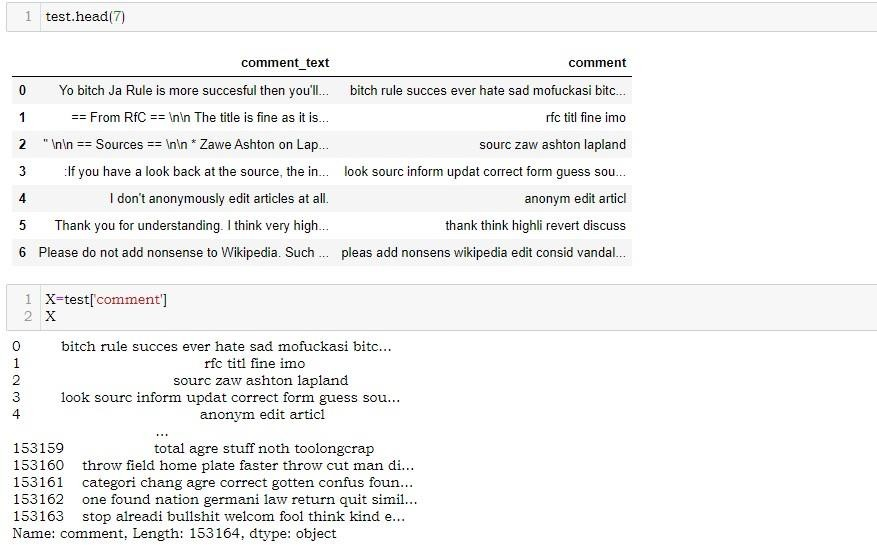 1 test.head(7)
comment_text comment
0 Yo bitch Ja Rule is more succesful then you'll... bitch rule succes ever hate sad mofuckasi bitc...
1 == From RfC == \n\n The title is fine as it is... rfc titl fine imo
2 " \n\n == Sources == \n\n * Zawe Ashton on Lap... sourc zaw ashton lapland
3 :If you have a look back at the source, the in... look sourc inform updat correct form guess sou...
4 I don't anonymously edit articles at all. anonym edit articl
5 Thank you for understanding. I think very high... thank think highli revert discuss
6 Please do not add nonsense to Wikipedia. Such ... pleas add nonsens wikipedia edit consid vandal...
1 X=test['comment']
2 X
0 bitch rule succes ever hate sad mofuckasi bitc...
1 rfc titl fine imo
2 sourc zaw ashton lapland
3 look sourc inform updat correct form guess sou...
4 anonym edit articl
...
153159 total agre stuff noth toolongcrap
153160 throw field home plate faster throw cut man di...
153161 categori chang agre correct gotten confus foun...
153162 one found nation germani law return quit simil...
153163 stop alreadi bullshit welcom fool think kind e...
Name: comment, Length: 153164, dtype: object